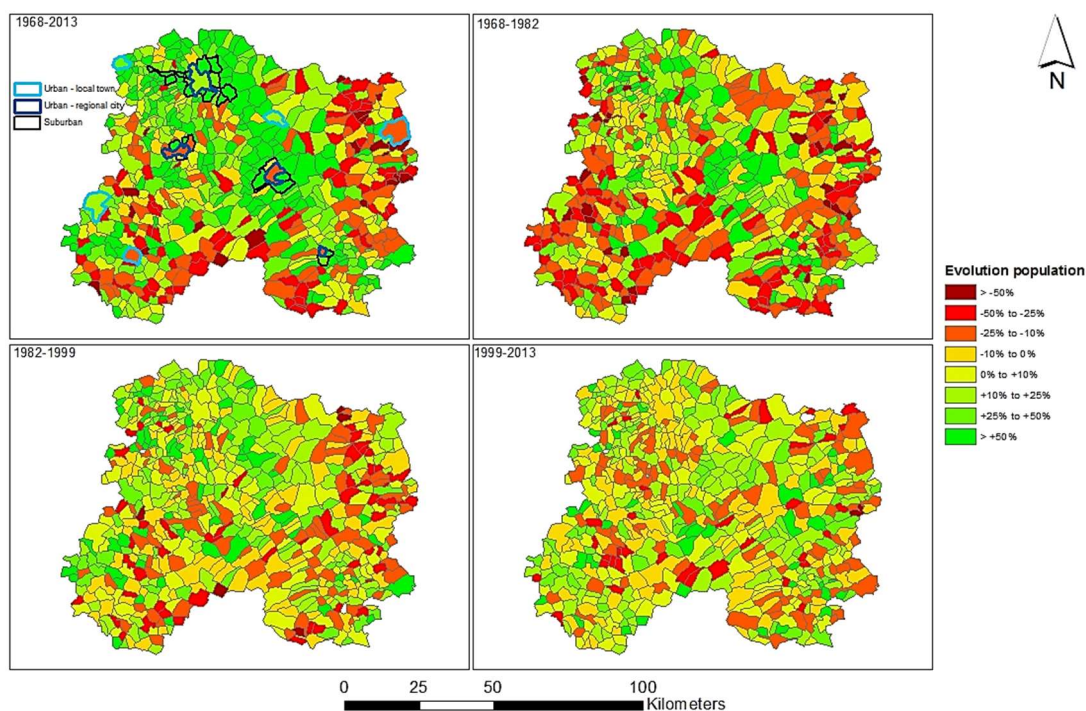 1968-2013
Urban - local town
Urban - regional city
Suburban
1968-1982
N
1982-1999
1999-2013
Evolution population
> -50%
-50% to -25%
-25% to -10%
-10% to 0%
0% to +10%
+10% to +25%
+25% to +50%
> +50%
0 25 50 100
Kilometers